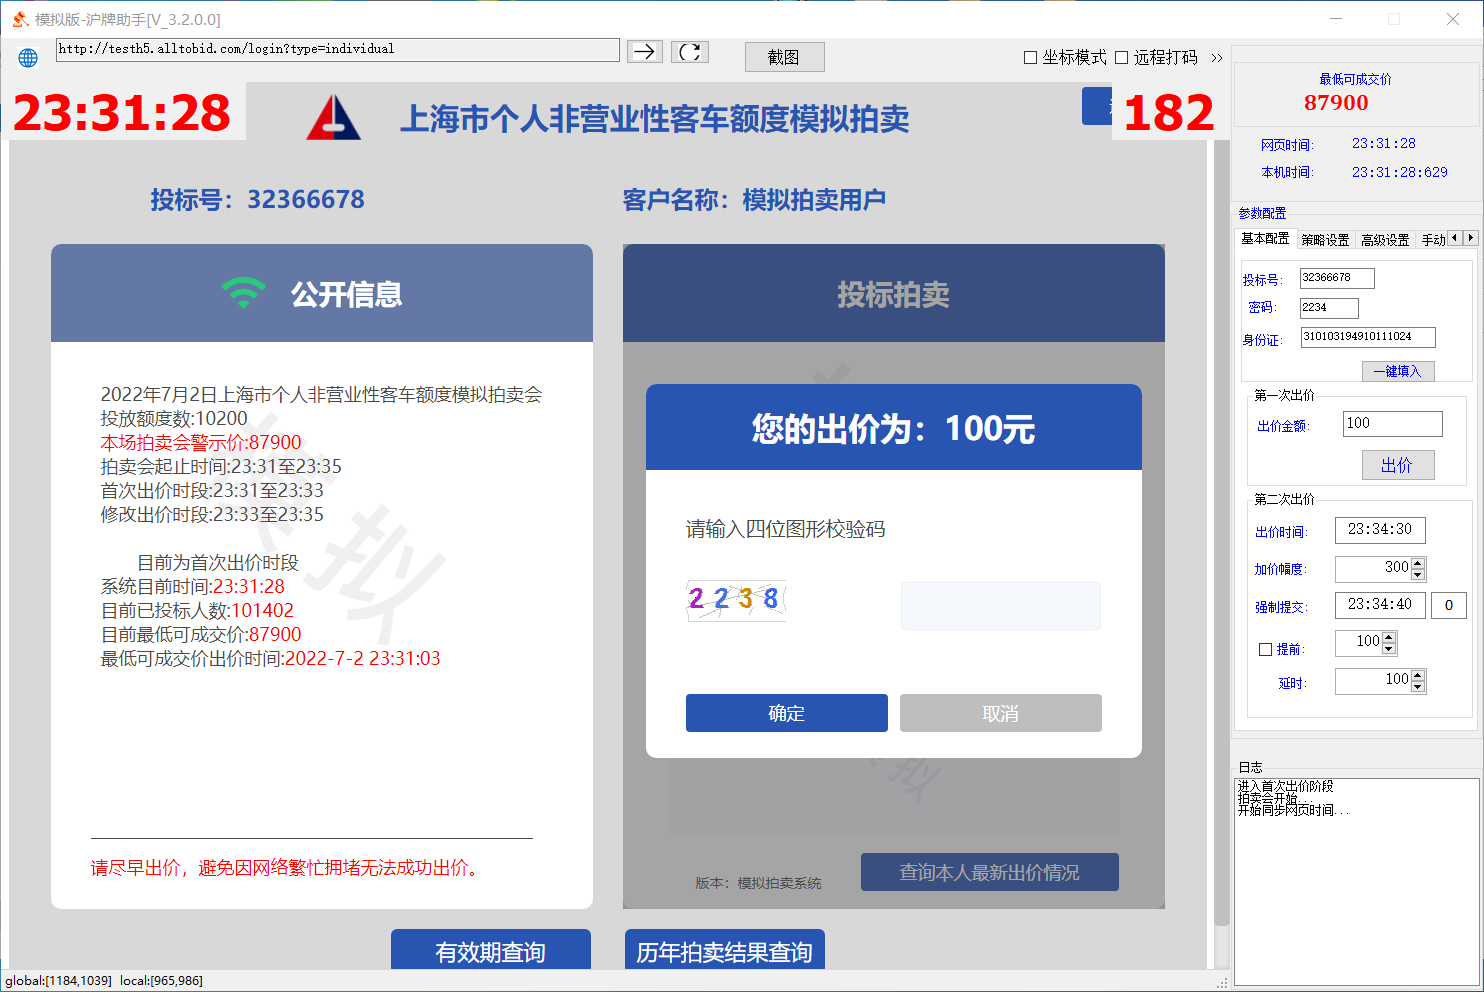 模拟版-沪牌助手[V_3.2.0.0]
http://testh5.alltobid.com/login?type=individual
截图
坐标模式
远程打码
>>
23:31:28
上海市个人非营业性客车额度模拟拍卖
182
投标号：32366678
客户名称：模拟拍卖用户
公开信息
2022年7月2日上海市个人非营业性客车额度模拟拍卖会
投放额度数:10200
本场拍卖会警示价:87900
拍卖会起止时间:23:31至23:35
首次出价时段:23:31至23:33
修改出价时段:23:33至23:35
目前为首次出价时段
系统目前时间:23:31:28
目前已投标人数:101402
目前最低可成交价:87900
最低可成交价出价时间:2022-7-2 23:31:03
模拟
请尽早出价，避免因网络繁忙拥堵无法成功出价。
投标拍卖
您的出价为：100元
请输入四位图形校验码
2238
确定
取消
模拟
版本：模拟拍卖系统
查询本人最新出价情况
有效期查询
历年拍卖结果查询
global:[1184,1039] local:[965,986]
最低可成交价
87900
网页时间: 23:31:28
本机时间: 23:31:28:629
参数配置
基本配置 策略设置 高级设置 手动
投标号: 32366678
密码: 2234
身份证: 310103194910111024
一键填入
第一次出价
出价金额: 100
出价
第二次出价
出价时间: 23:34:30
加价幅度: 300
强制提交: 23:34:40 0
提前: 100
延时: 100
日志
进入首次出价阶段
拍卖会开始...
开始同步网页时间...